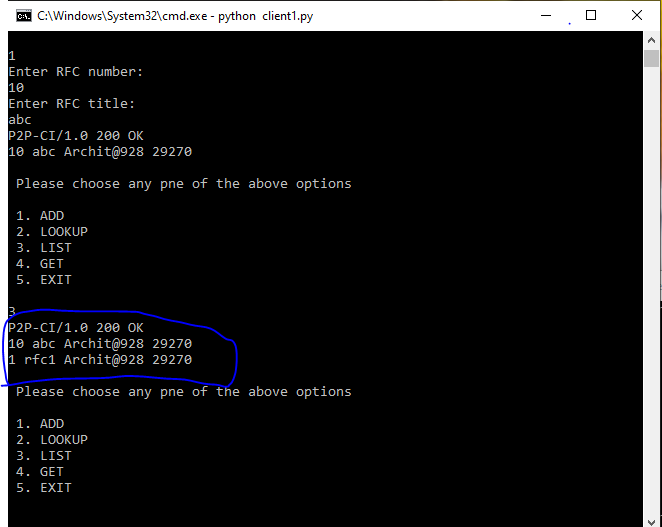 C:\Windows\System32\cmd.exe - python  client1.py
1
Enter RFC number:
10
Enter RFC title:
abc
P2P-CI/1.0 200 OK
10 abc Archit@928 29270
Please choose any pne of the above options
1. ADD
2. LOOKUP
3. LIST
4. GET
5. EXIT
3
P2P-CI/1.0 200 OK
10 abc Archit@928 29270
1 rfc1 Archit@928 29270
Please choose any pne of the above options
1. ADD
2. LOOKUP
3. LIST
4. GET
5. EXIT